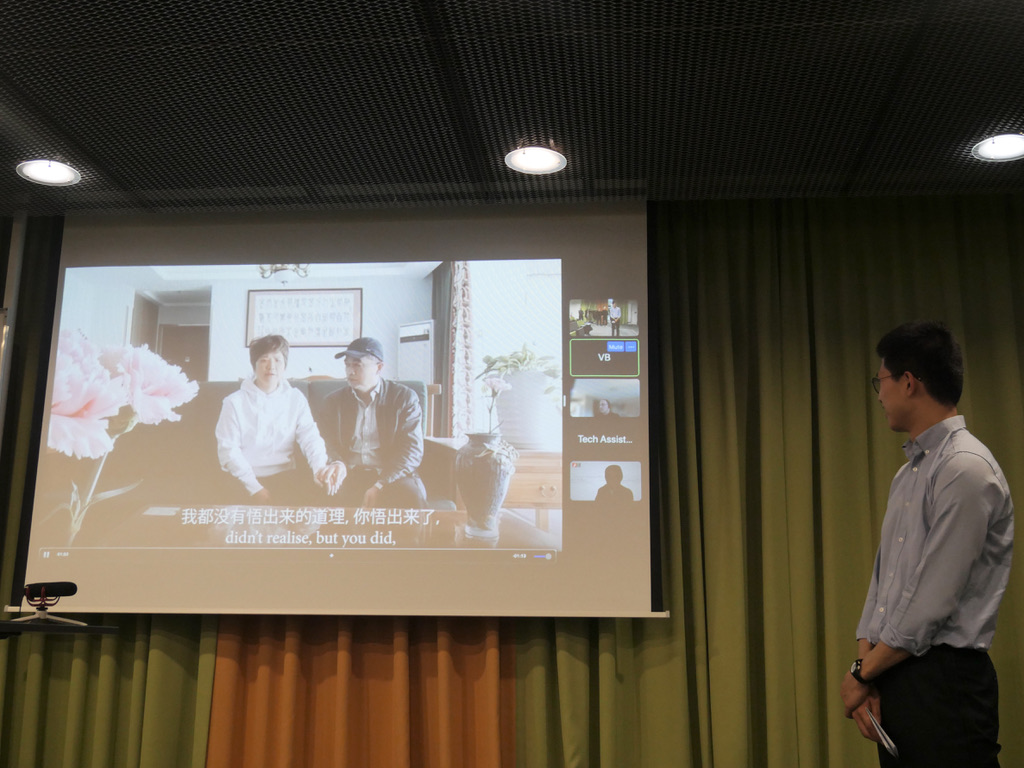 我都没有悟出来的道理, 你悟出来了,
didn't realise, but you did,
Mute
VB
Tech Assist...